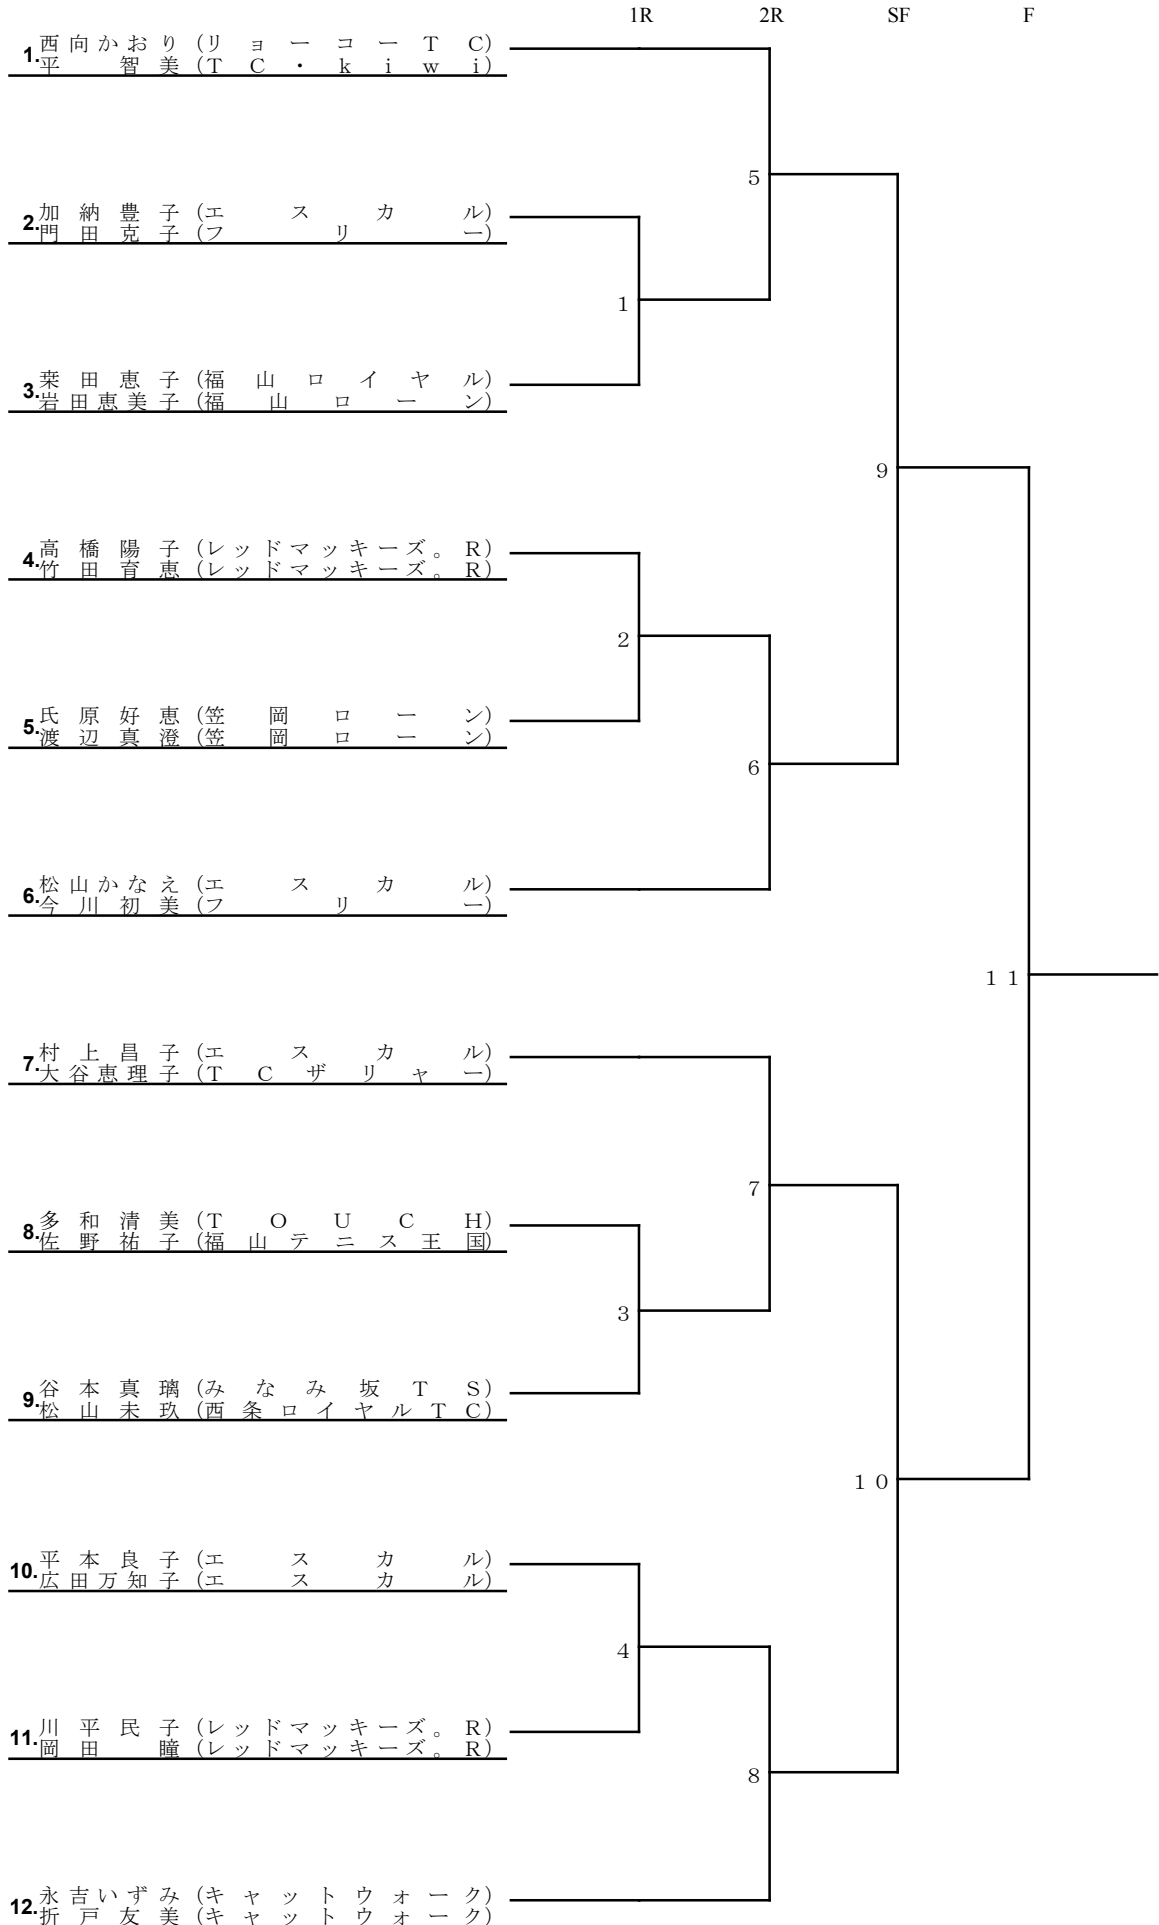 1R 2R SF F
1. 西向かおり (リョーコーTC)
平 智美 (TC・kiwi)
5
2. 加納豊子 (エスカル)
門田克子 (フリー)
1
3. 桒田恵子 (福山ロイヤル)
岩田恵美子 (福山ローン)
9
4. 高橋陽子 (レッドマッキーズ。R)
竹田育恵 (レッドマッキーズ。R)
2
5. 氏原好恵 (笠岡ローン)
渡辺真澄 (笠岡ローン)
6
6. 松山かなえ (エスカル)
今川初美 (フリー)
11
7. 村上昌子 (エスカル)
大谷恵理子 (TCザリャー)
7
8. 多和清美 (TOUCH)
佐野祐子 (福山テニス王国)
3
9. 谷本真璃 (みなみ坂TS)
松山未玖 (西条ロイヤルTC)
10
10. 平本良子 (エスカル)
広田万知子 (エスカル)
4
11. 川平民子 (レッドマッキーズ。R)
岡田 瞳 (レッドマッキーズ。R)
8
12. 永吉いずみ (キャットウォーク)
折戸友美 (キャットウォーク)